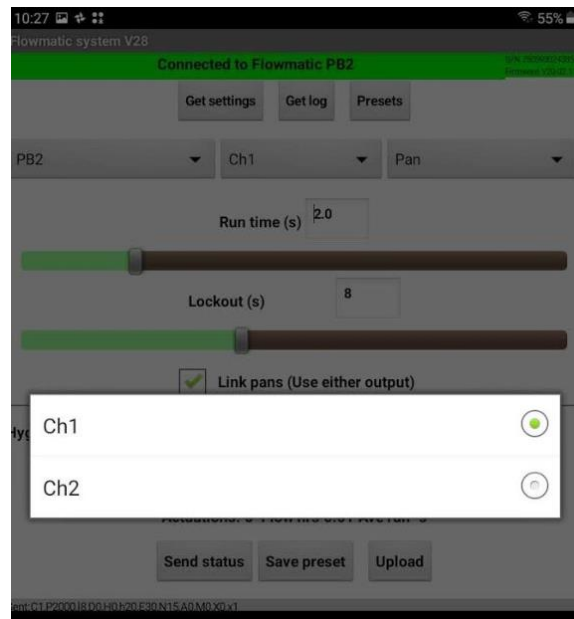 10:27 55%
Flowmatic system V28
Connected to Flowmatic PB2
Get settings Get log Presets
PB2 Ch1 Pan
Run time (s) 2.0
Lockout (s) 8
Link pans (Use either output)
Ch1
Ch2
Send status Save preset Upload